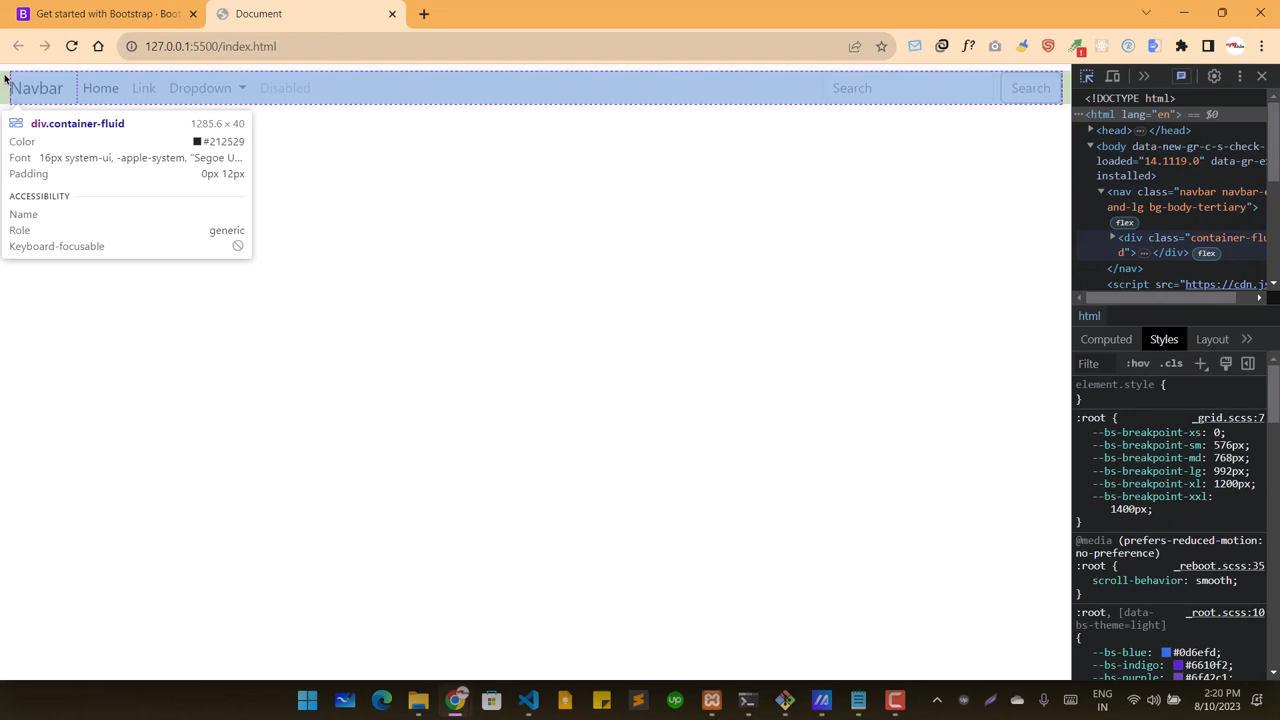 Get started with Bootstrap · Boot
Document
127.0.0.1:5500/index.html
Navbar Home Link Dropdown Disabled Search Search
div.container-fluid 1285.6 × 40
Color #212529
Font 16px system-ui, -apple-system, "Segoe U...
Padding 0px 12px
ACCESSIBILITY
Name
Role generic
Keyboard-focusable
<!DOCTYPE html>
<html lang="en"> == $0
<head> </head>
<body data-new-gr-c-s-check-
loaded="14.1119.0" data-gr-e
installed">
<nav class="navbar navbar-e
and-lg bg-body-tertiary">
flex
<div class="container-flu
d"> </div> flex
</nav>
<script src="https://cdn.js
html
Computed Styles Layout
Filte :hov .cls
element.style {
}
:root { _grid.scss:7
--bs-breakpoint-xs: 0;
--bs-breakpoint-sm: 576px;
--bs-breakpoint-md: 768px;
--bs-breakpoint-lg: 992px;
--bs-breakpoint-xl: 1200px;
--bs-breakpoint-xxl:
1400px;
}
@media (prefers-reduced-motion:
no-preference)
:root { _reboot.scss:35
scroll-behavior: smooth;
}
:root, [data- _root.scss:10
bs-theme=light]
{
--bs-blue: #0d6efd;
--bs-indigo: #6610f2;
--bs-purple: #6f42c1;
ENG
IN
2:20 PM
8/10/2023